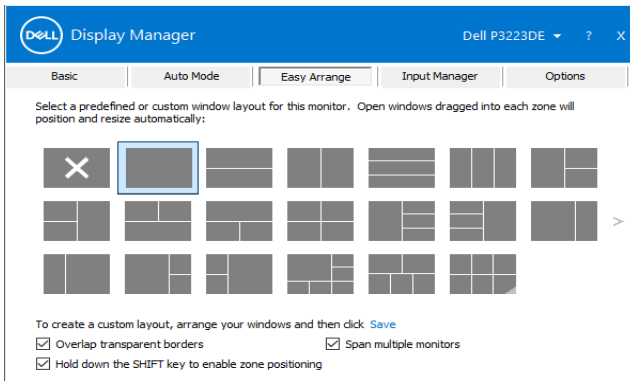 DELL Display Manager Dell P3223DE ? X
Basic Auto Mode Easy Arrange Input Manager Options
Select a predefined or custom window layout for this monitor. Open windows dragged into each zone will
position and resize automatically:
>
To create a custom layout, arrange your windows and then click Save
Overlap transparent borders Span multiple monitors
Hold down the SHIFT key to enable zone positioning